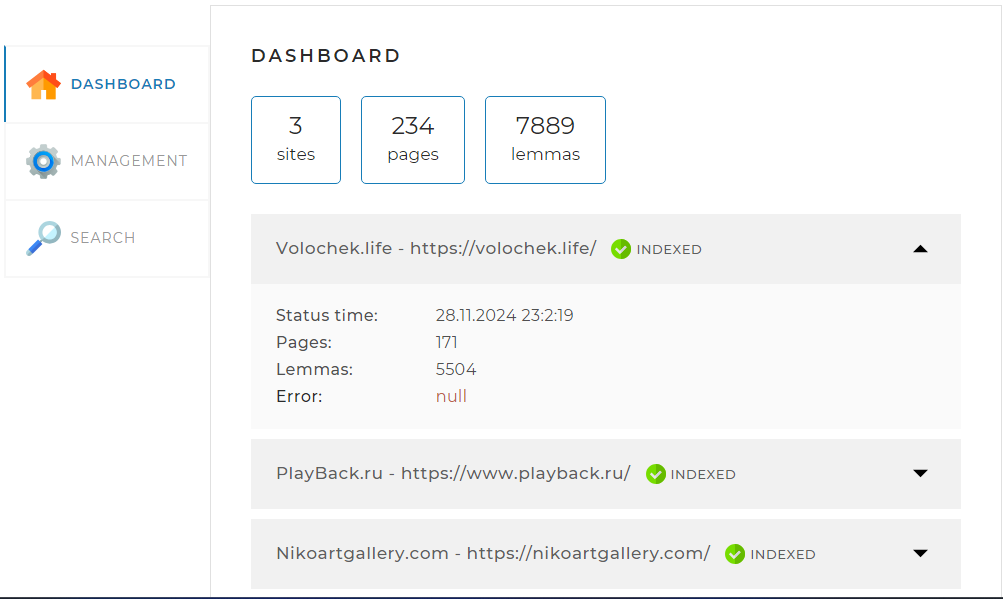 DASHBOARD
MANAGEMENT
SEARCH
DASHBOARD
3
sites
234
pages
7889
lemmas
Volochek.life - https://volochek.life/ INDEXED
Status time: 28.11.2024 23:2:19
Pages: 171
Lemmas: 5504
Error: null
PlayBack.ru - https://www.playback.ru/ INDEXED
Nikoartgallery.com - https://nikoartgallery.com/ INDEXED